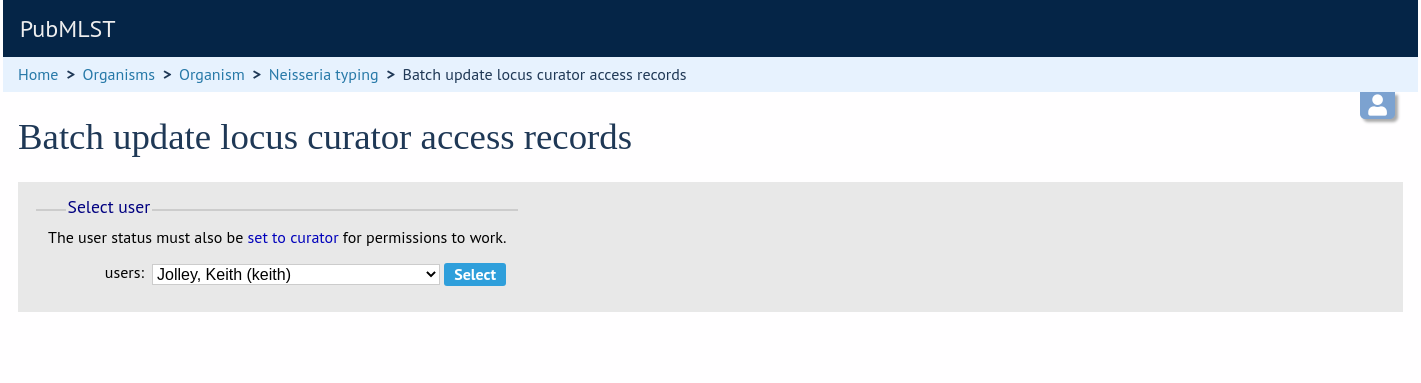 PubMLST
Home > Organisms > Organism > Neisseria typing > Batch update locus curator access records
Batch update locus curator access records
Select user
The user status must also be set to curator for permissions to work.
users: Jolley, Keith (keith) Select